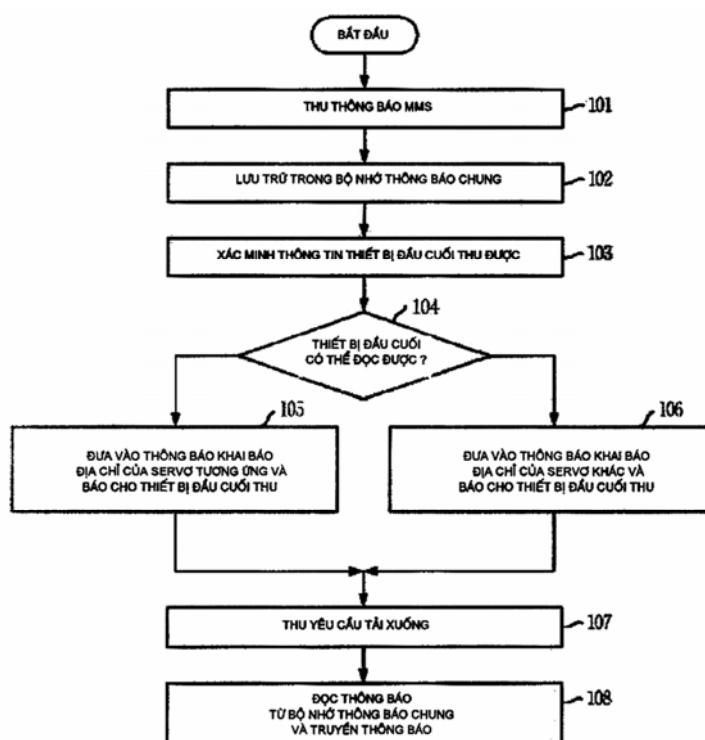 BẮT ĐẦU
THU THÔNG BÁO MMS
101
LƯU TRỮ TRONG BỘ NHỚ THÔNG BÁO CHUNG
102
XÁC MINH THÔNG TIN THIẾT BỊ ĐẦU CUỐI THU ĐƯỢC
103
104
THIẾT BỊ ĐẦU CUỐI
CÓ THỂ ĐỌC ĐƯỢC ?
105
ĐƯA VÀO THÔNG BÁO KHAI BÁO
ĐỊA CHỈ CỦA SERVƠ TƯƠNG ỨNG VÀ
BÁO CHO THIẾT BỊ ĐẦU CUỐI THU
106
ĐƯA VÀO THÔNG BÁO KHAI BÁO
ĐỊA CHỈ CỦA SERVƠ KHÁC VÀ
BÁO CHO THIẾT BỊ ĐẦU CUỐI THU
THU YÊU CẦU TẢI XUỐNG
107
ĐỌC THÔNG BÁO
TỪ BỘ NHỚ THÔNG BÁO CHUNG
VÀ TRUYỀN THÔNG BÁO
108